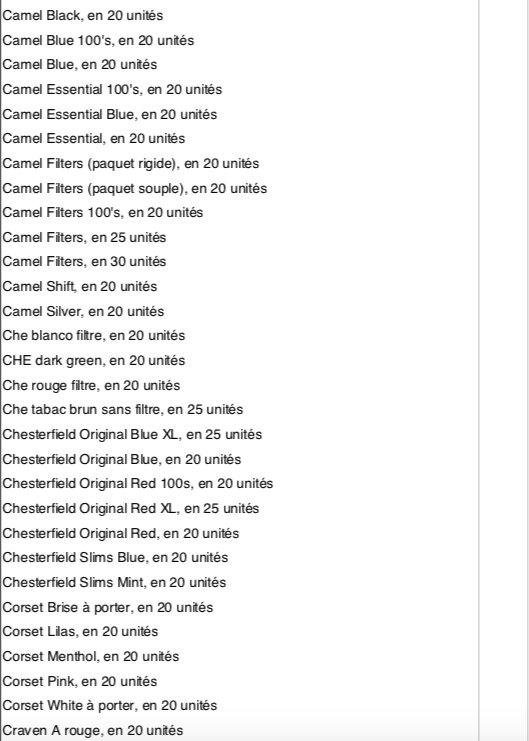 Camel Black, en 20 unités
Camel Blue 100's, en 20 unités
Camel Blue, en 20 unités
Camel Essential 100's, en 20 unités
Camel Essential Blue, en 20 unités
Camel Essential, en 20 unités
Camel Filters (paquet rigide), en 20 unités
Camel Filters (paquet souple), en 20 unités
Camel Filters 100's, en 20 unités
Camel Filters, en 25 unités
Camel Filters, en 30 unités
Camel Shift, en 20 unités
Camel Silver, en 20 unités
Che blanco filtre, en 20 unités
CHE dark green, en 20 unités
Che rouge filtre, en 20 unités
Che tabac brun sans filtre, en 25 unités
Chesterfield Original Blue XL, en 25 unités
Chesterfield Original Blue, en 20 unités
Chesterfield Original Red 100s, en 20 unités
Chesterfield Original Red XL, en 25 unités
Chesterfield Original Red, en 20 unités
Chesterfield Slims Blue, en 20 unités
Chesterfield Slims Mint, en 20 unités
Corset Brise à porter, en 20 unités
Corset Lilas, en 20 unités
Corset Menthol, en 20 unités
Corset Pink, en 20 unités
Corset White à porter, en 20 unités
Craven A rouge, en 20 unités